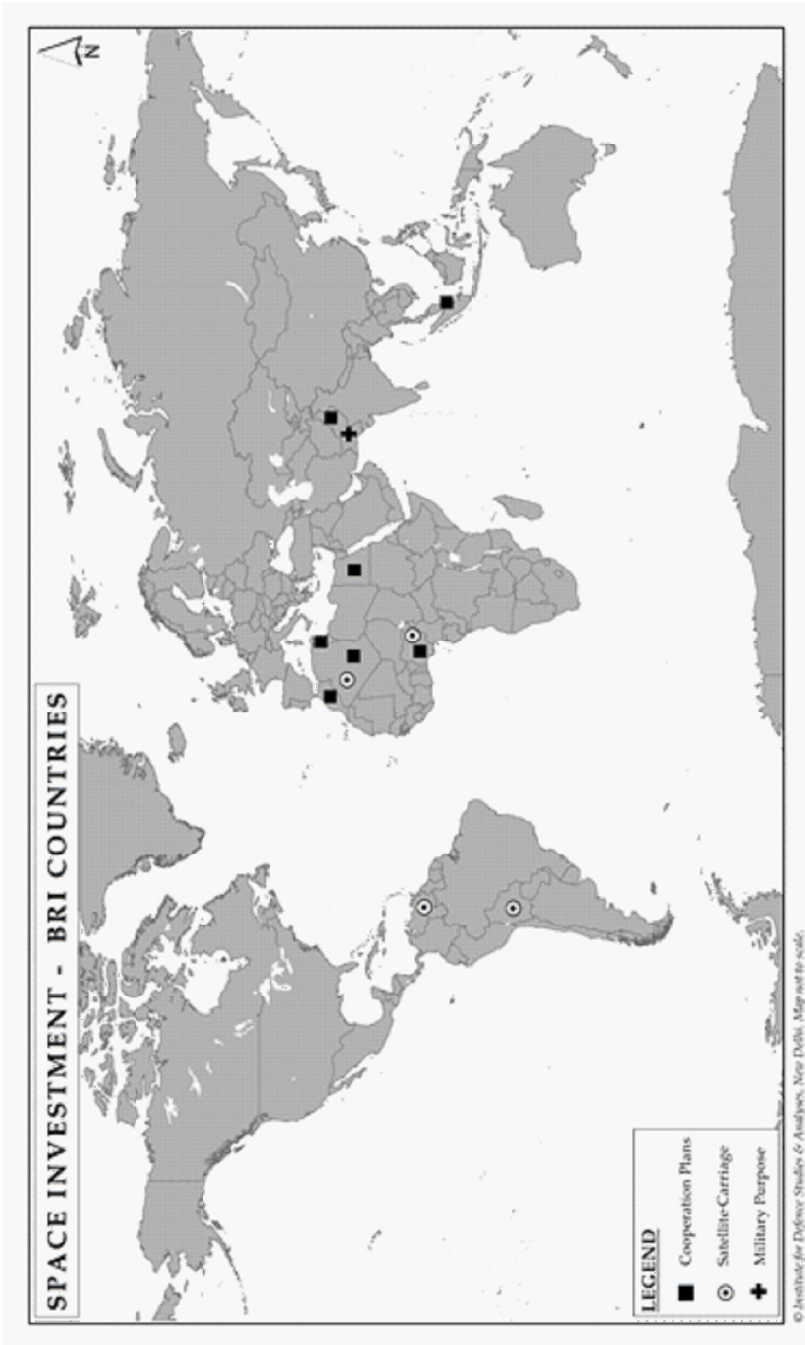 SPACE INVESTMENT - BRI COUNTRIES
N
LEGEND
Cooperation Plans
Satellite-Carriage
Military Purpose
© Institute for Defence Studies & Analyses, New Delhi. Map not to scale.